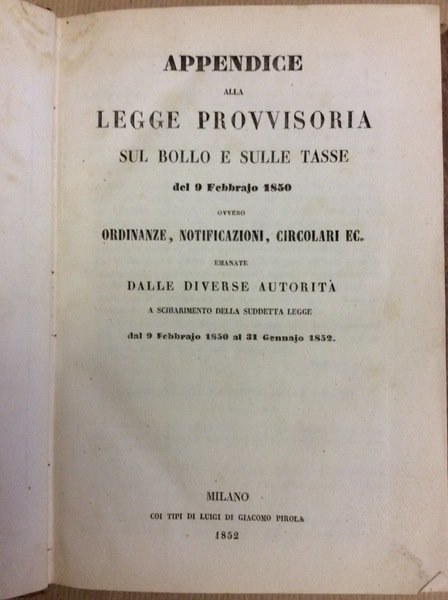 APPENDICE
ALLA
LEGGE PROVVISORIA
SUL BOLLO E SULLE TASSE
del 9 Febbrajo 1850
OVVERO
ORDINANZE, NOTIFICAZIONI, CIRCOLARI EC.
EMANATE
DALLE DIVERSE AUTORITÀ
A SCHIARIMENTO DELLA SUDDETTA LEGGE
dal 9 Febbrajo 1850 al 31 Gennajo 1852.
MILANO
COI TIPI DI LUIGI DI GIACOMO PIROLA
1852